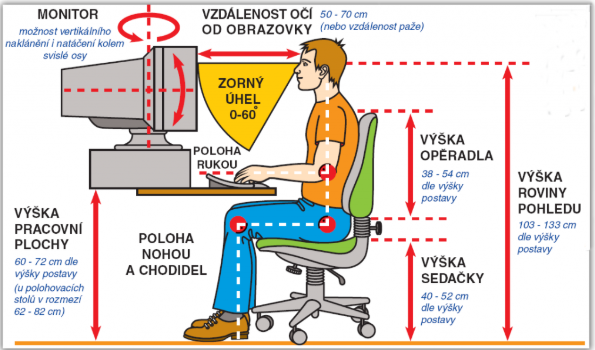 MONITOR
možnost vertikálního
naklánění i natáčení kolem
svislé osy
VZDÁLENOST OČÍ
OD OBRAZOVKY
50 - 70 cm
(nebo vzdálenost paže)
ZORNÝ
ÚHEL
0-60°
POLOHA
RUKOU
VÝŠKA
OPĚRADLA
38 - 54 cm
dle výšky
postavy
VÝŠKA
ROVINY
POHLEDU
103 - 133 cm
dle výšky
postavy
VÝŠKA
PRACOVNÍ
PLOCHY
60 - 72 cm dle
výšky postavy
(u polohovacích
stolů v rozmezí
62 - 82 cm)
POLOHA
NOHOU
A CHODIDEL
VÝŠKA
SEDAČKY
40 - 52 cm
dle výšky
postavy